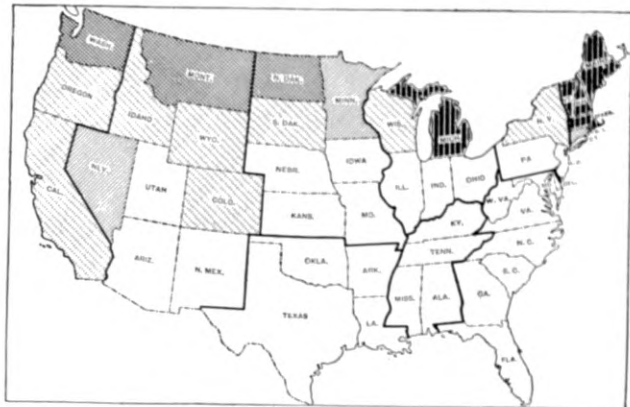 WASH.
MONT.
N. DAK.
MINN.
OREGON
IDAHO
WYO.
S. DAK.
WIS.
MICH.
N. Y.
NEBR.
IOWA
PA
NEV.
UTAH
COLO.
CAL.
ILL.
IND.
OHIO
W. VA.
VA.
KANS.
MO.
KY.
N. C.
TENN.
ARIZ.
N. MEX.
OKLA.
ARK.
S. C.
MISS.
ALA.
GA.
TEXAS
LA.
FLA.